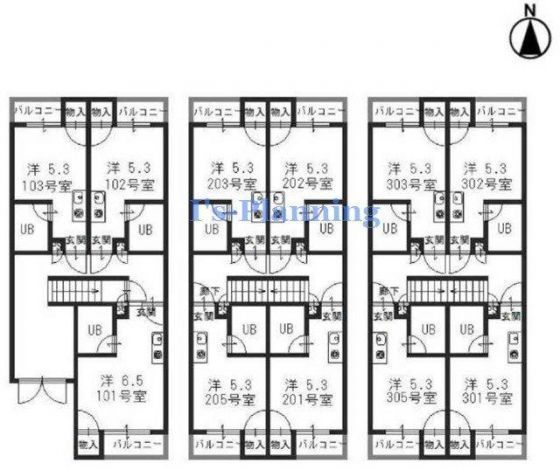 N
T's-Planning
バルコニー 物入 物入 バルコニー
洋 5.3 洋 5.3
103号室 102号室
UB 玄関 玄関 UB
玄関
UB
洋 6.5
101号室
物入 バルコニー
バルコニー 物入 物入 バルコニー
洋 5.3 洋 5.3
203号室 202号室
UB 玄関 玄関 UB
廊下
玄関 玄関
UB UB
洋 5.3 洋 5.3
205号室 201号室
バルコニー 物入 物入 バルコニー
バルコニー 物入 物入 バルコニー
洋 5.3 洋 5.3
303号室 302号室
UB 玄関 玄関 UB
廊下
玄関 玄関
UB UB
洋 5.3 洋 5.3
305号室 301号室
バルコニー 物入 物入 バルコニー